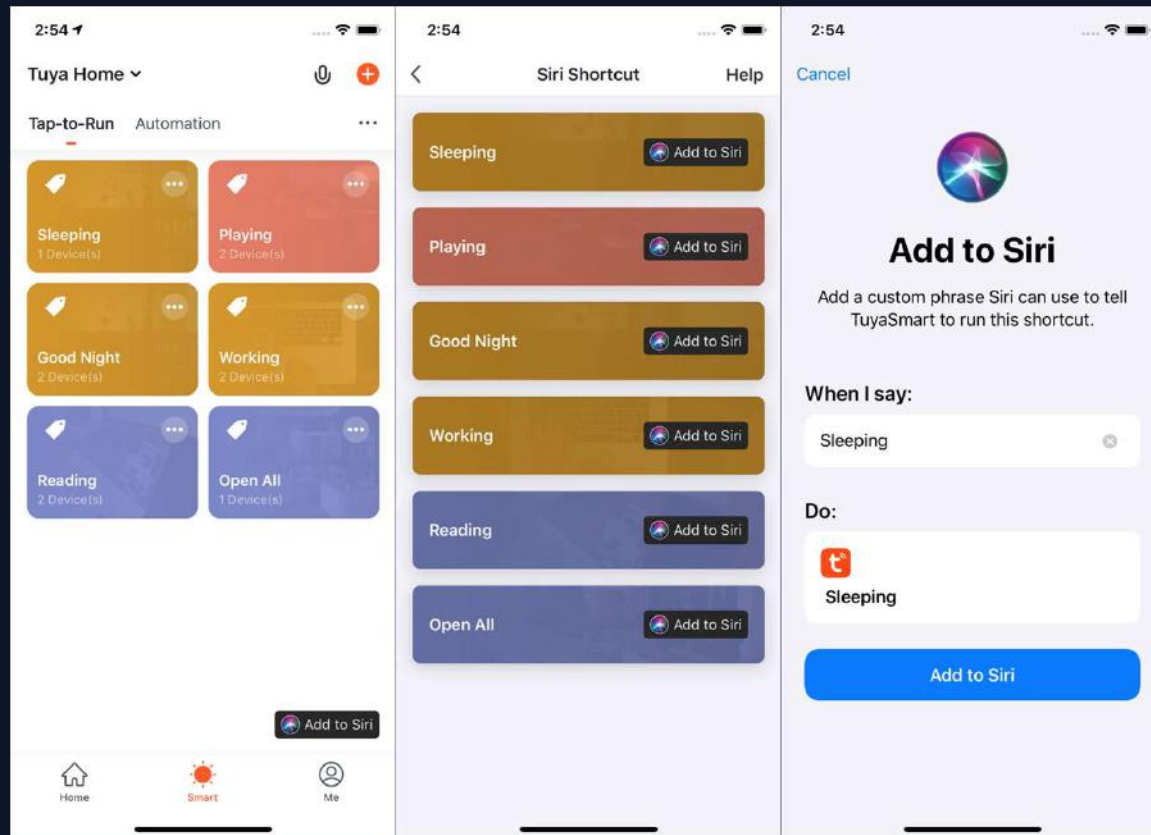 2:54
Tuya Home
Tap-to-Run Automation
Sleeping
1 Device(s)
Playing
2 Device(s)
Good Night
2 Device(s)
Working
2 Device(s)
Reading
2 Device(s)
Open All
1 Device(s)
Add to Siri
Home Smart Me
2:54
Siri Shortcut Help
Sleeping Add to Siri
Playing Add to Siri
Good Night Add to Siri
Working Add to Siri
Reading Add to Siri
Open All Add to Siri
2:54
Cancel
Add to Siri
Add a custom phrase Siri can use to tell
TuyaSmart to run this shortcut.
When I say:
Sleeping
Do:
t
Sleeping
Add to Siri